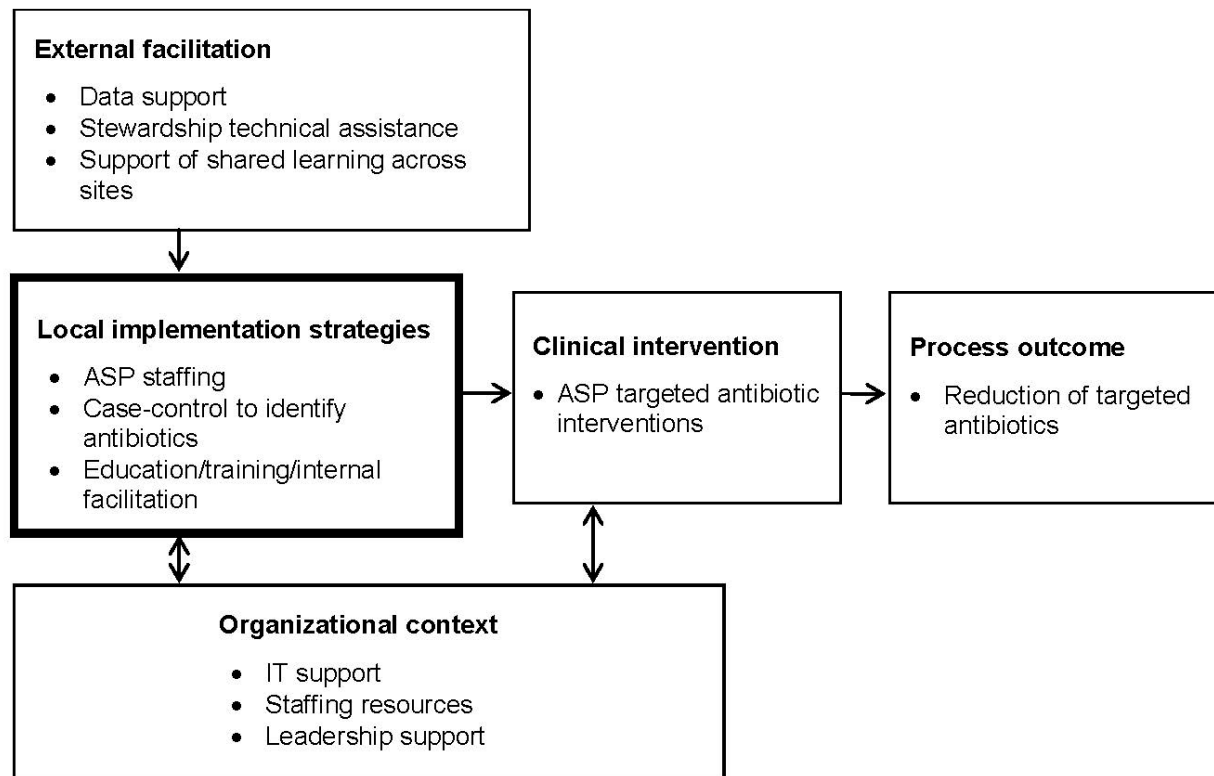 External facilitation
• Data support
• Stewardship technical assistance
• Support of shared learning across
sites
Local implementation strategies
• ASP staffing
• Case-control to identify
antibiotics
• Education/training/internal
facilitation
Clinical intervention
• ASP targeted antibiotic
interventions
Process outcome
• Reduction of targeted
antibiotics
Organizational context
• IT support
• Staffing resources
• Leadership support